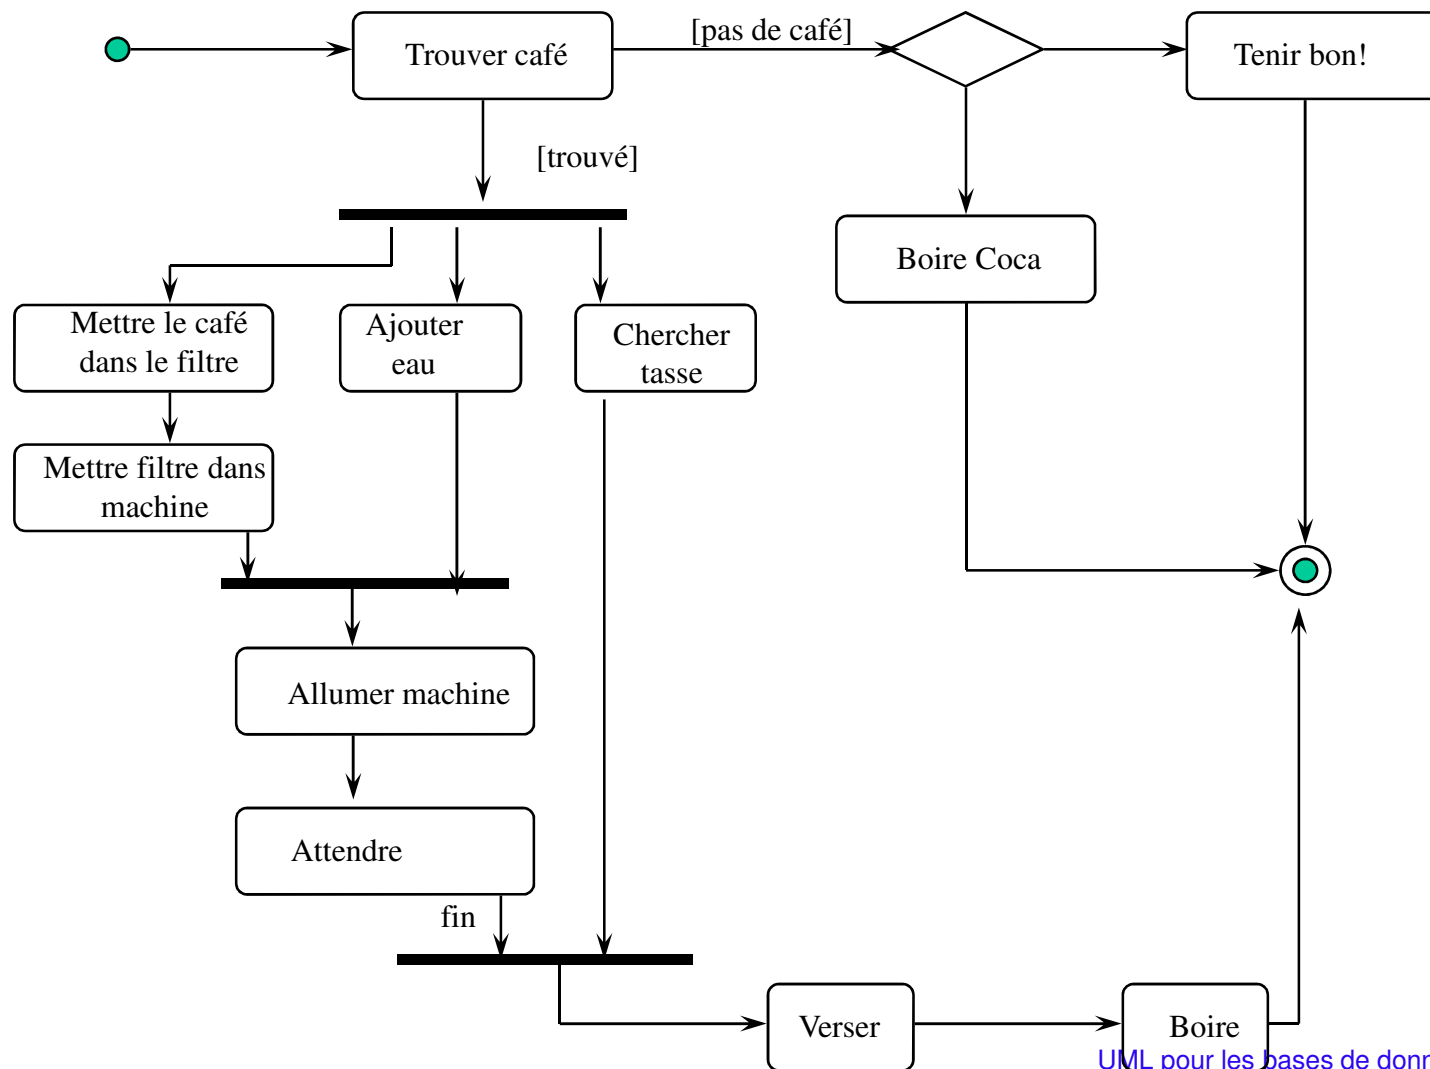 Trouver café
[pas de café]
Tenir bon!
[trouvé]
Boire Coca
Mettre le café
dans le filtre
Ajouter
eau
Chercher
tasse
Mettre filtre dans
machine
Allumer machine
Attendre
fin
Verser
Boire
UML pour les bases de